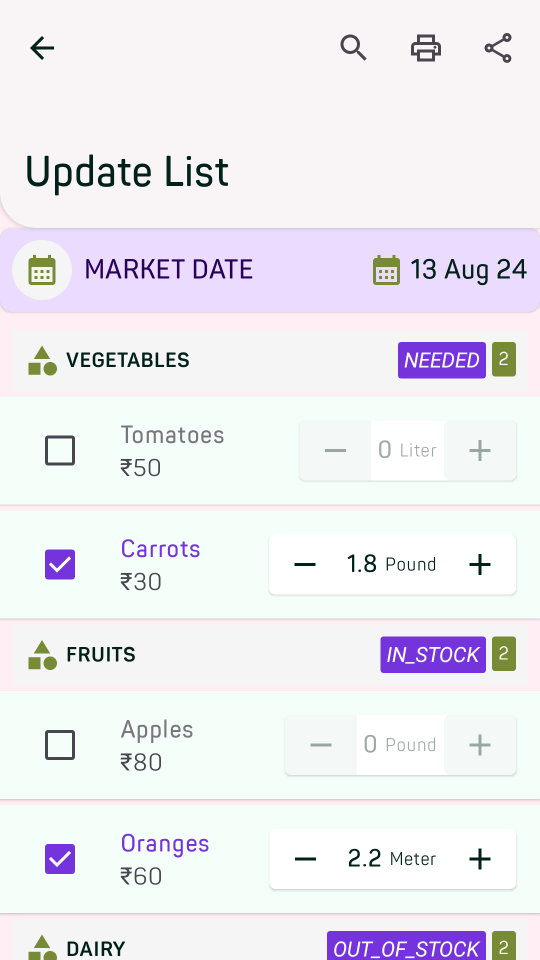 Update List
MARKET DATE 13 Aug 24
VEGETABLES NEEDED 2
Tomatoes
₹50
0 Liter
Carrots
₹30
1.8 Pound
FRUITS IN_STOCK 2
Apples
₹80
0 Pound
Oranges
₹60
2.2 Meter
DAIRY OUT_OF_STOCK 2